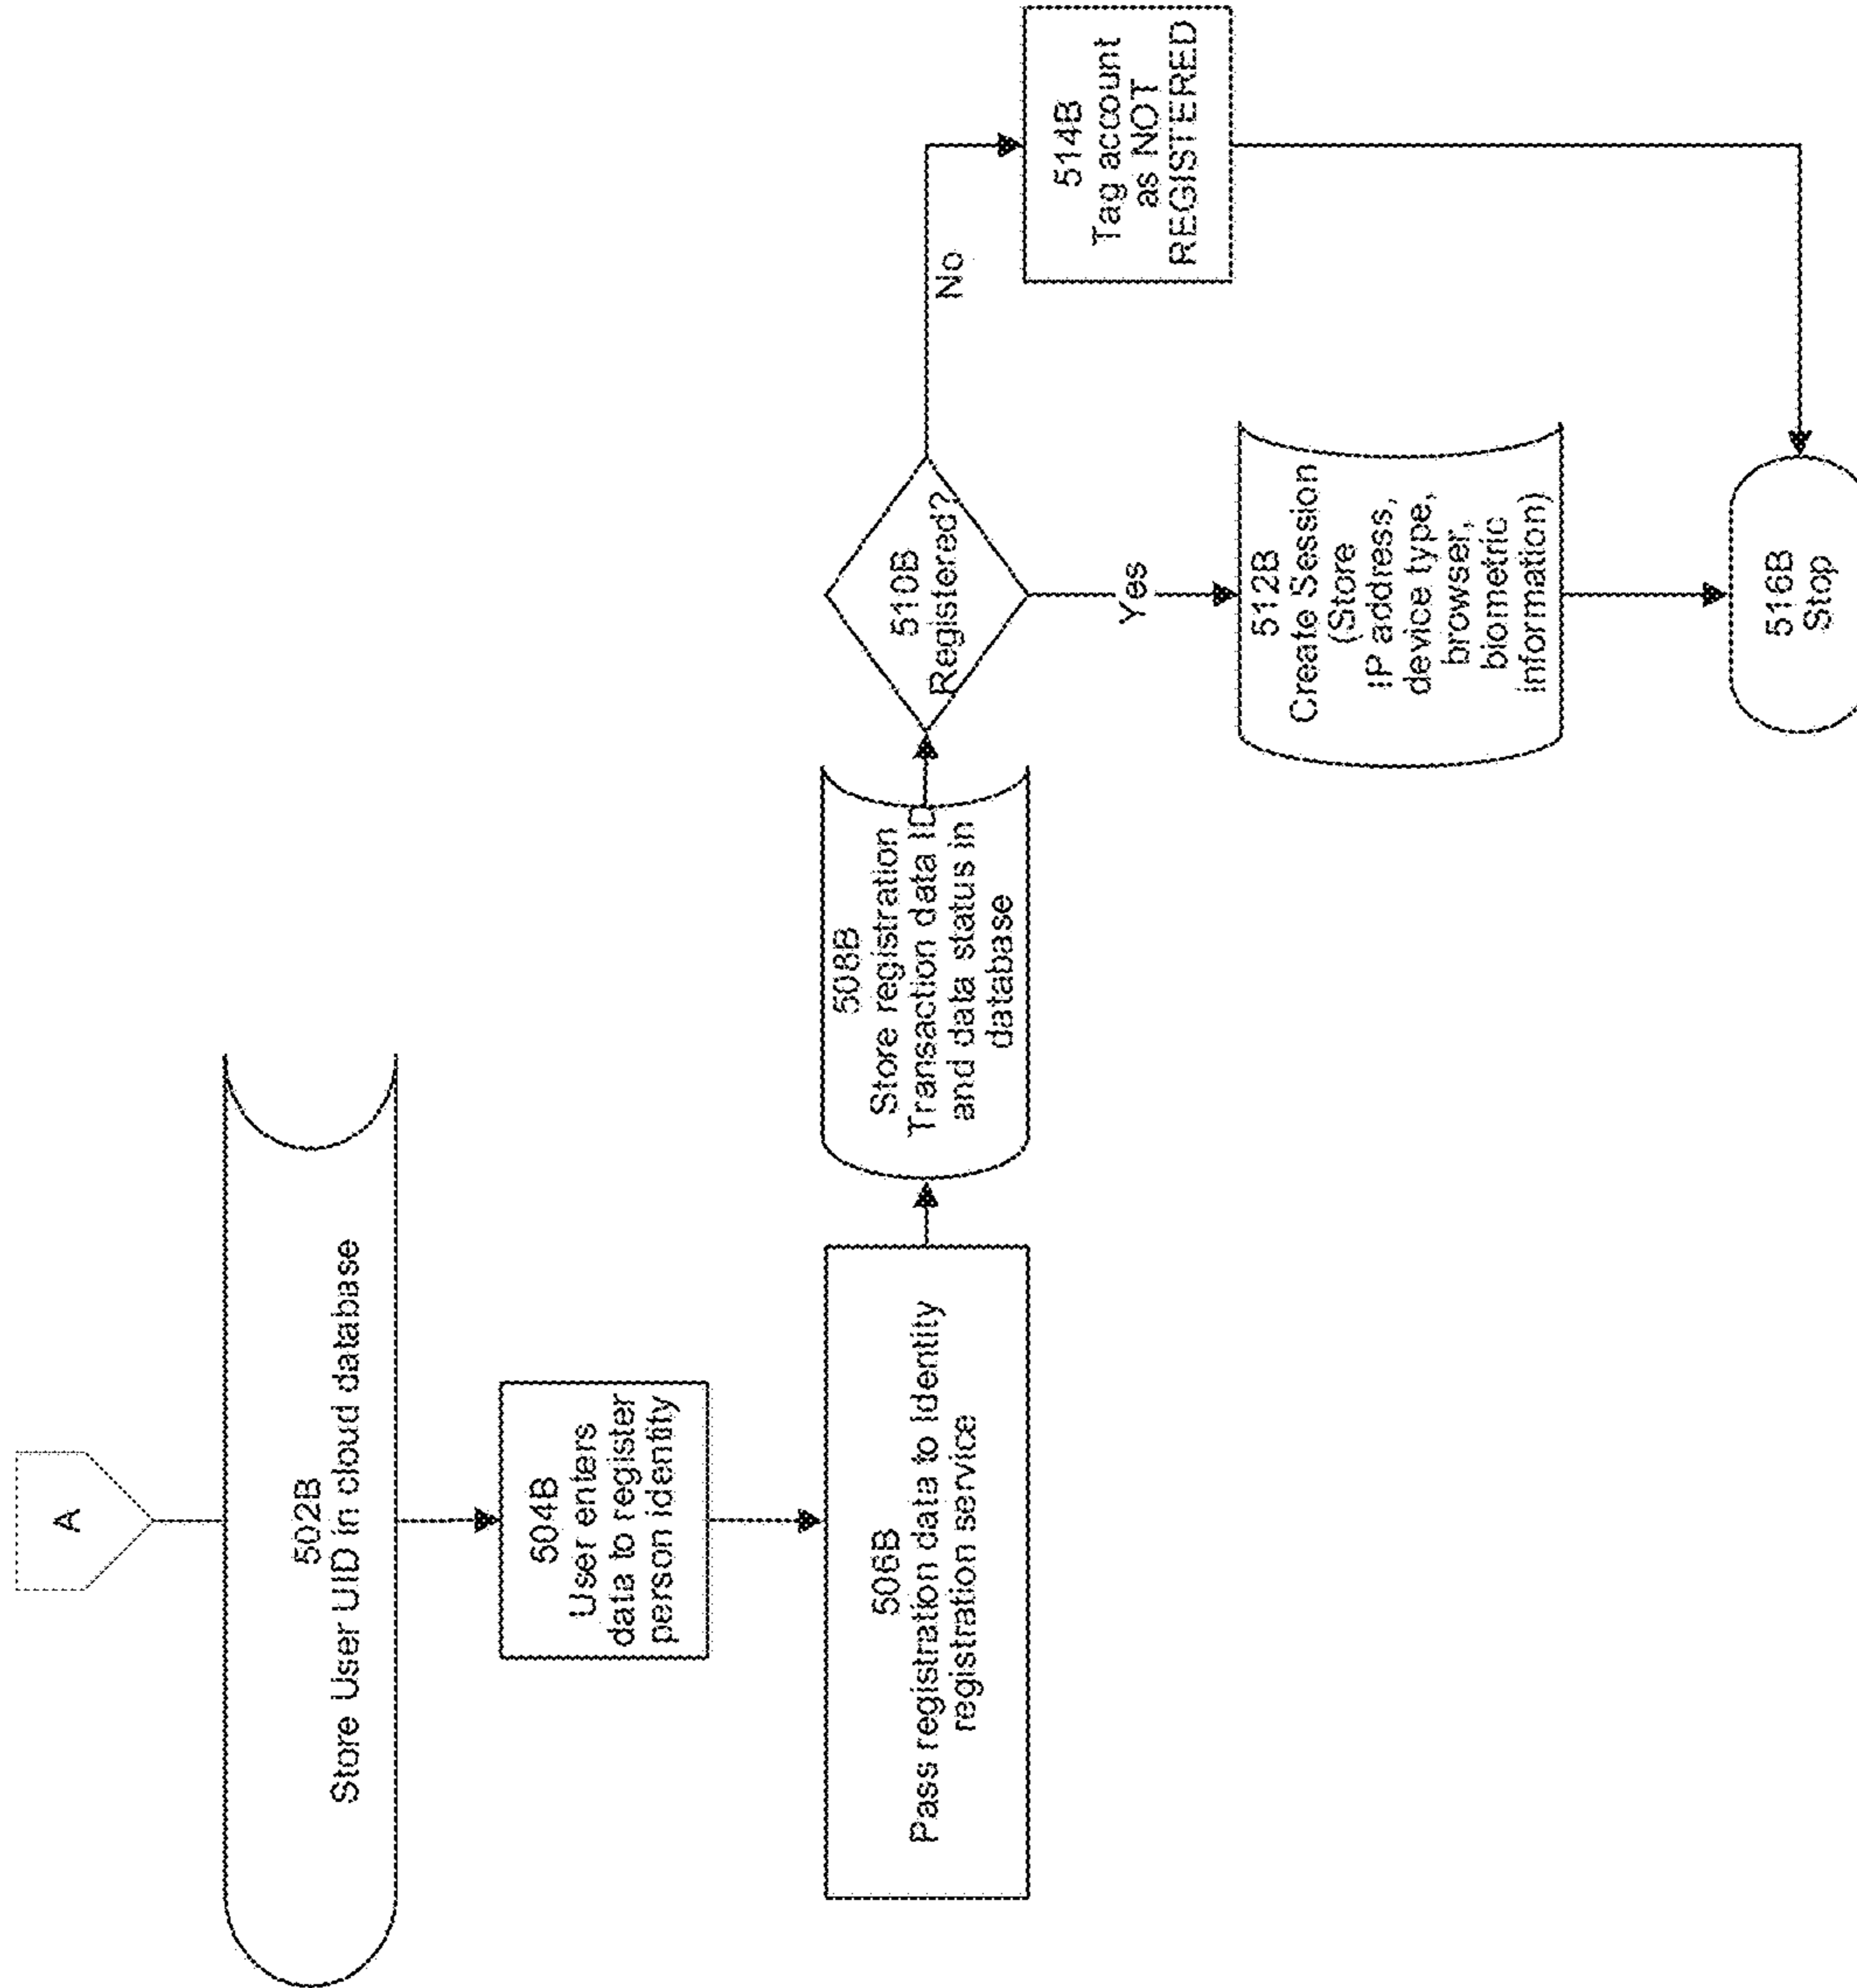 A
502B
Store User UID in cloud database
504B
User enters
data to register
person identity
506B
Pass registration data to Identity
registration service
508B
Store registration
Transaction data ID
and data status in
database
510B
Registered?
No
Yes
512B
Create Session
(Store
IP address,
device type,
browser,
biometric
information)
514B
Tag account
as NOT
REGISTERED
516B
Stop